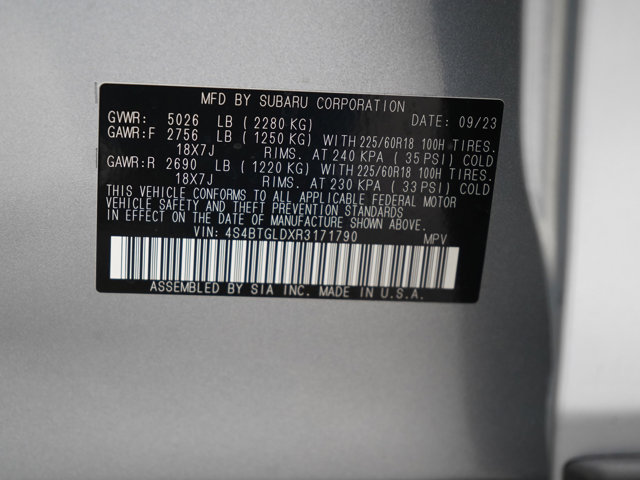 MFD BY SUBARU CORPORATION DATE: 09/23
GVWR: 5026 LB (2280 KG)
GAWR:F 2756 LB (1250 KG) WITH 225/60R18 100H TIRES.
18X7J RIMS. AT 240 KPA (35 PSI) COLD
GAWR:R 2690 LB (1220 KG) WITH 225/60R18 100H TIRES.
18X7J RIMS. AT 230 KPA (33 PSI) COLD
THIS VEHICLE CONFORMS TO ALL APPLICABLE FEDERAL MOTOR
VEHICLE SAFETY AND THEFT PREVENTION STANDARDS
IN EFFECT ON THE DATE OF MANUFACTURE SHOWN ABOVE.
VIN: 4S4BTGLDXR3171790 MPV
ASSEMBLED BY SIA INC. MADE IN U.S.A.